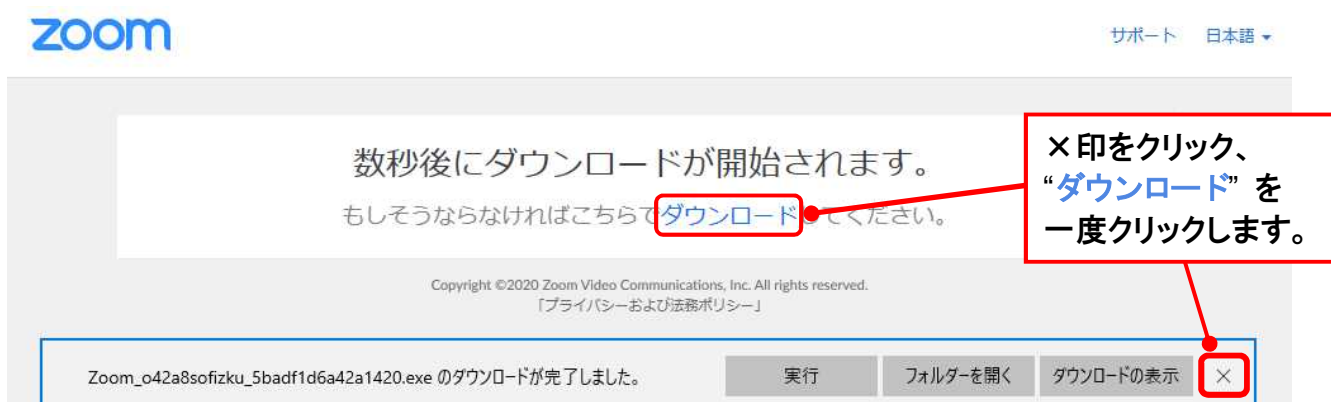 zoom
サポート 日本語
数秒後にダウンロードが開始されます。
もしそうならなければこちらでダウンロードしてください。
×印をクリック、
“ダウンロード” を
一度クリックします。
Copyright ©2020 Zoom Video Communications, Inc. All rights reserved.
「プライバシーおよび法務ポリシー」
Zoom_o42a8sofizku_5badf1d6a42a1420.exe のダウンロードが完了しました。 実行 フォルダーを開く ダウンロードの表示 ×